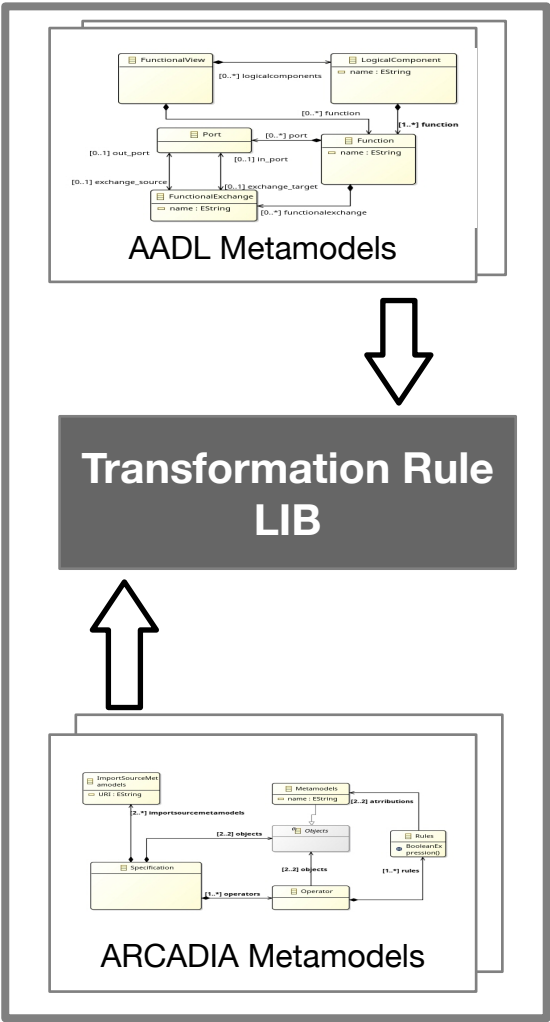 FunctionalView
LogicalComponent
name : EString
[0..*] logicalcomponents
[0..*] function
[1..*] function
Port
[0..*] port
Function
name : EString
[0..1] out_port
[0..1] in_port
[0..1] exchange_source
[0..1] exchange_target
FunctionalExchange
name : EString
[0..*] functionalexchange
AADL Metamodels
Transformation Rule
LIB
ImportSourceMet
amodels
URI : EString
Metamodels
name : EString
[2..*] importsourcemetamodels
[2..2] atrributions
[2..2] objects
Objects
Rules
BooleanEx
pression()
Specification
[2..2] objects
[1..*] rules
[1..*] operators
Operator
ARCADIA Metamodels